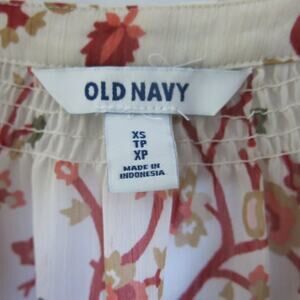 OLD NAVY
XS
TP
XP
MADE IN
INDONESIA